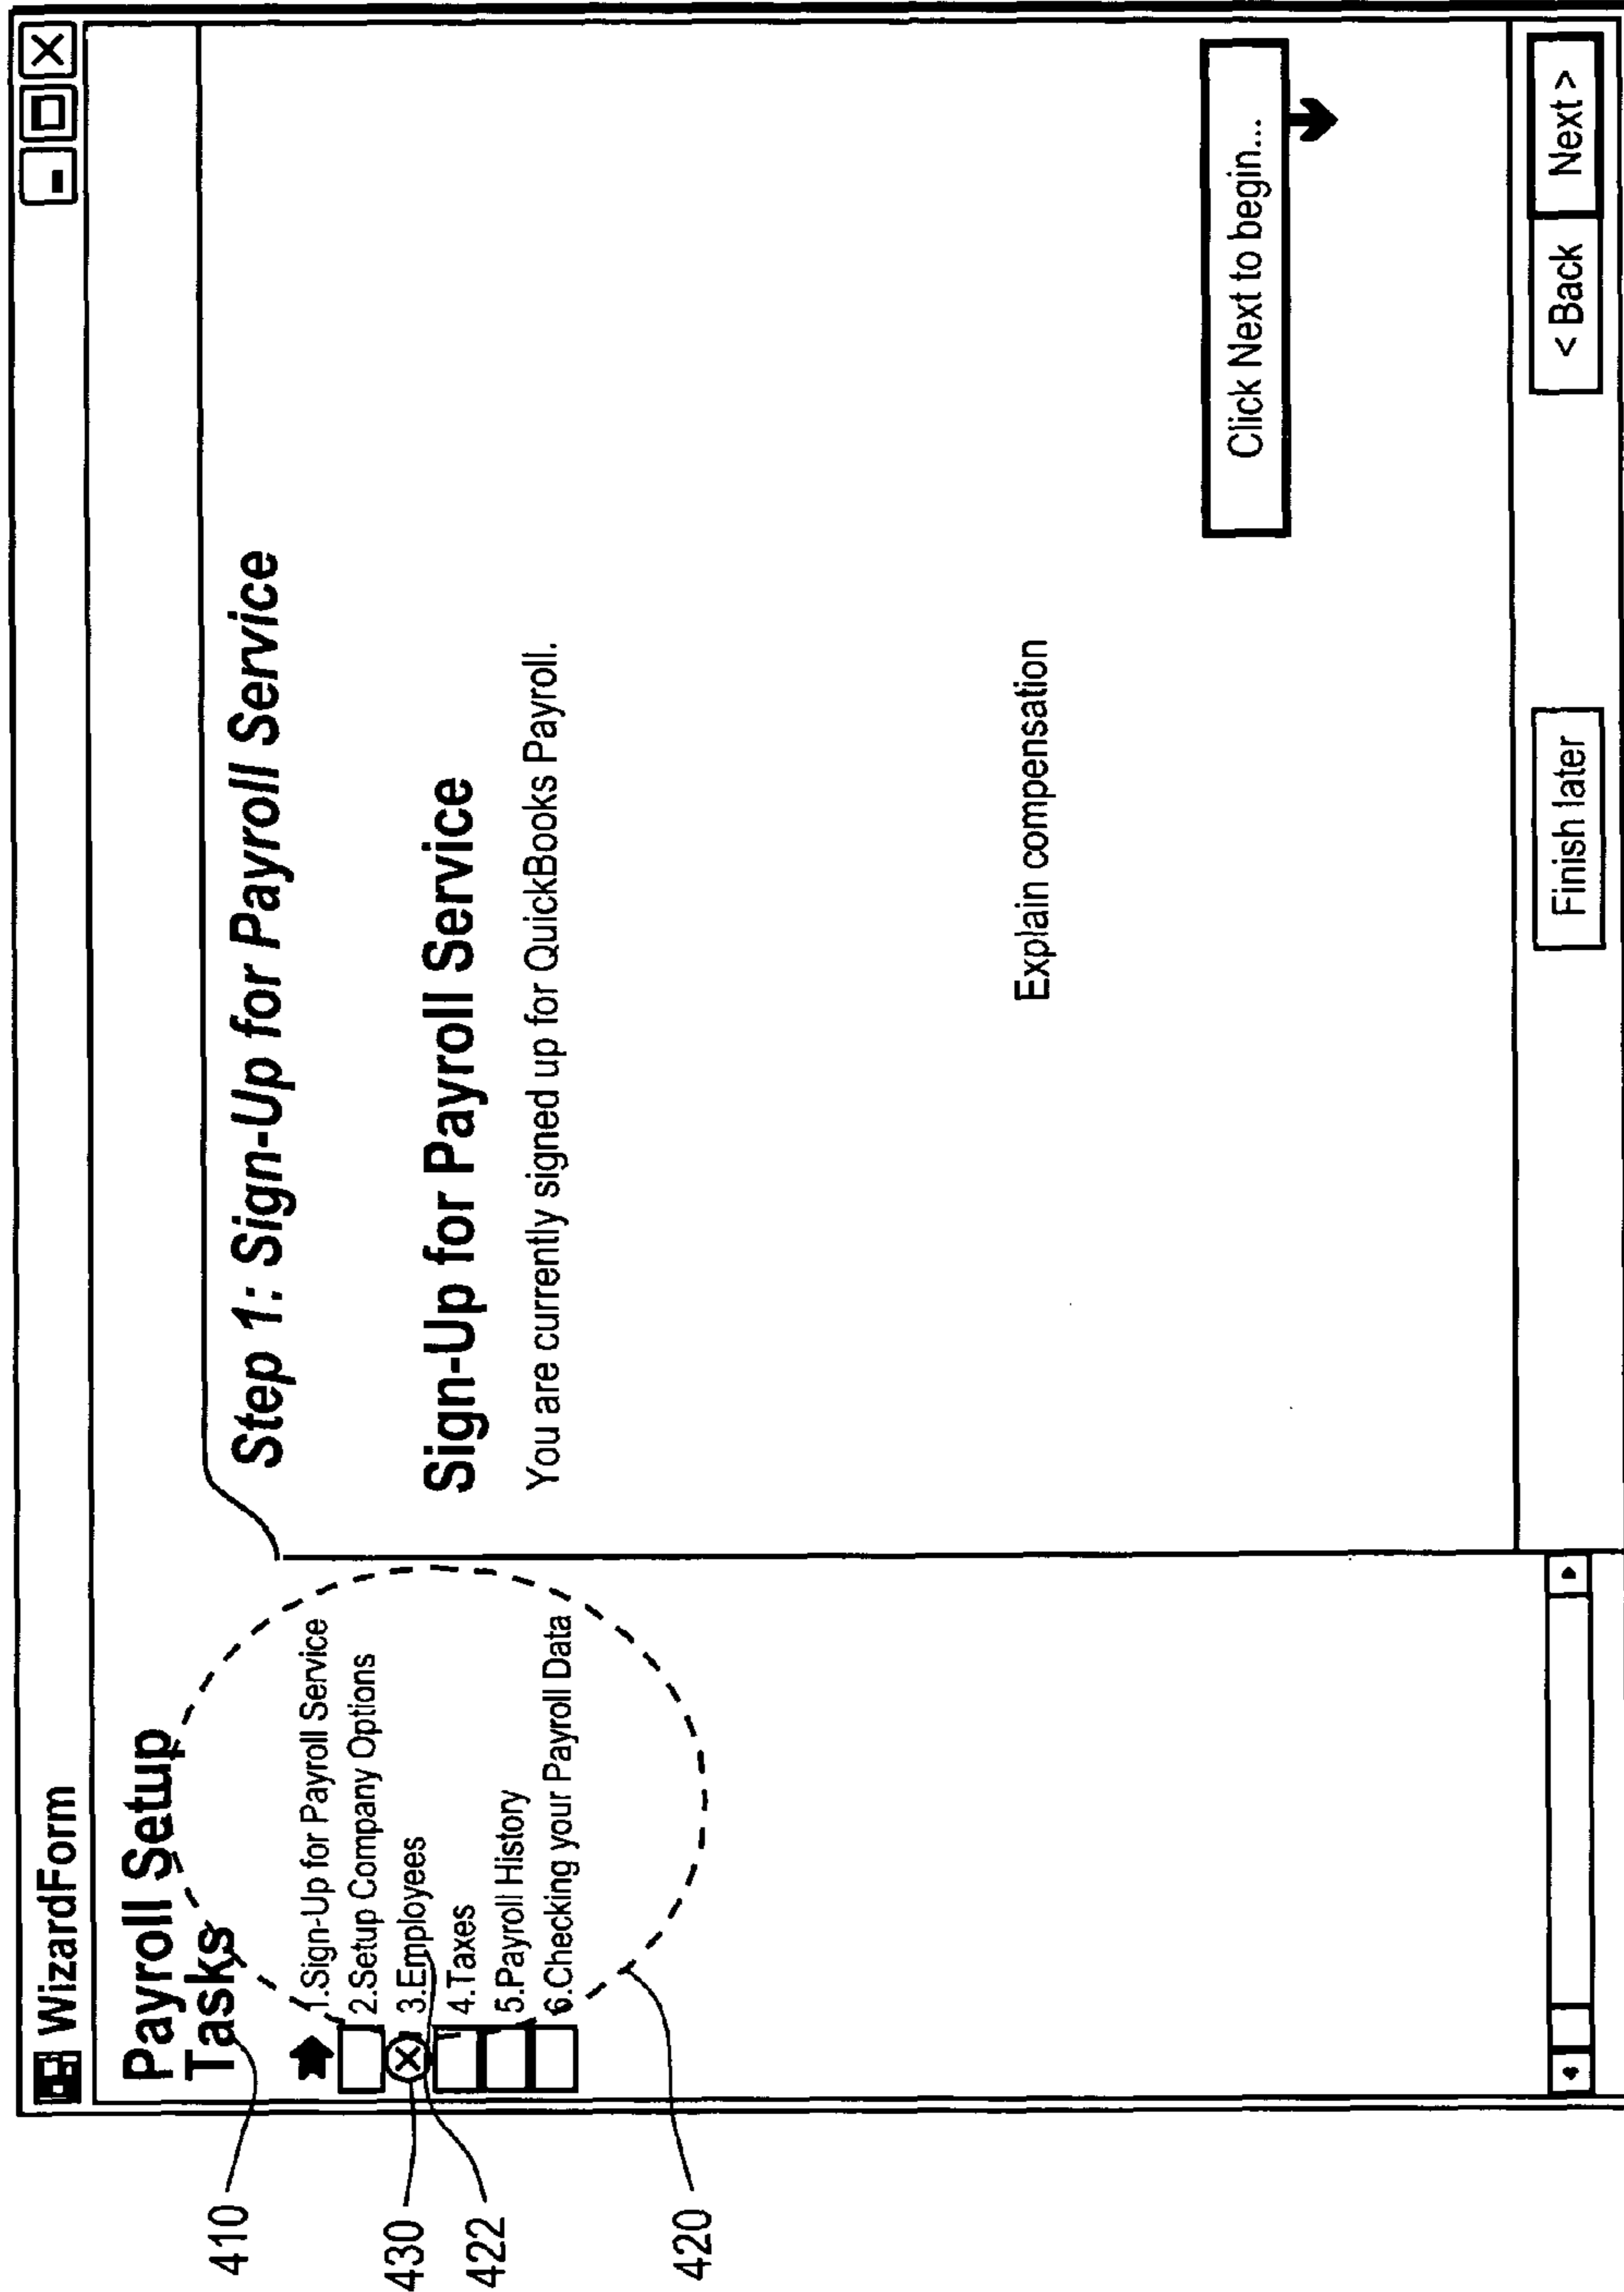 WizardForm
Payroll Setup
Tasks
1.Sign-Up for Payroll Service
2.Setup Company Options
3.Employees
4.Taxes
5.Payroll History
6.Checking your Payroll Data
Step 1: Sign-Up for Payroll Service
Sign-Up for Payroll Service
You are currently signed up for QuickBooks Payroll.
Explain compensation
Click Next to begin...
Finish later
< Back
Next >
410
430
422
420